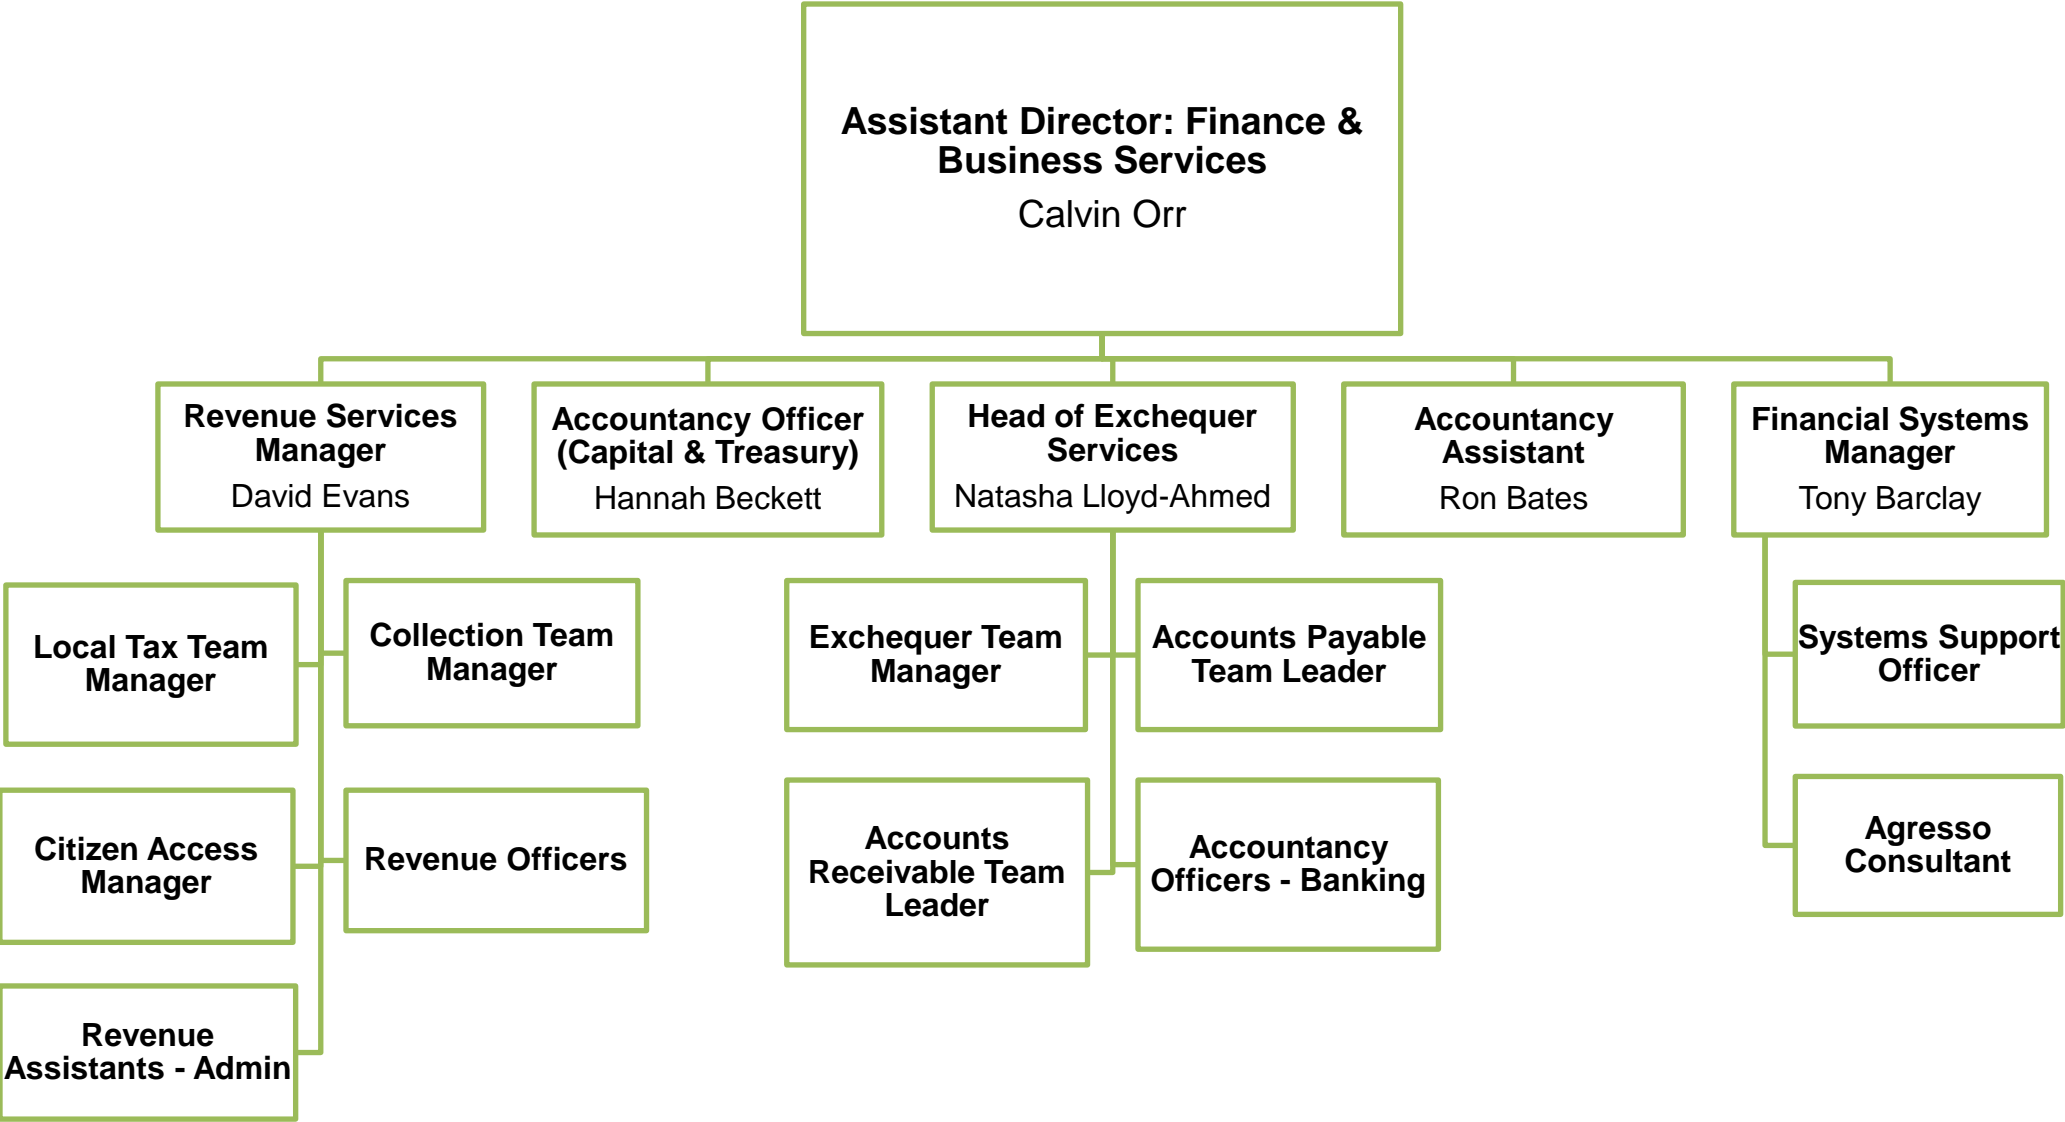 Assistant Director: Finance &
Business Services
Calvin Orr
Revenue Services
Manager
David Evans
Accountancy Officer
(Capital & Treasury)
Hannah Beckett
Head of Exchequer
Services
Natasha Lloyd-Ahmed
Accountancy
Assistant
Ron Bates
Financial Systems
Manager
Tony Barclay
Local Tax Team
Manager
Collection Team
Manager
Exchequer Team
Manager
Accounts Payable
Team Leader
Systems Support
Officer
Citizen Access
Manager
Revenue Officers
Accounts
Receivable Team
Leader
Accountancy
Officers - Banking
Agresso
Consultant
Revenue
Assistants - Admin